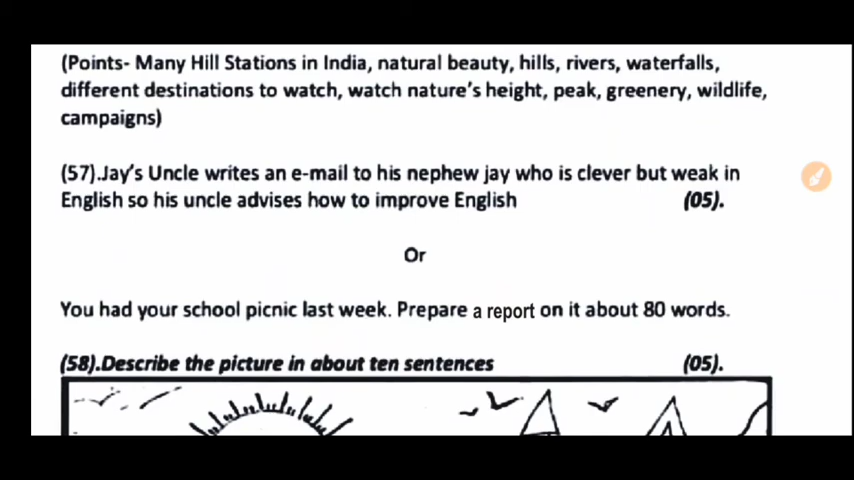 (Points- Many Hill Stations in India, natural beauty, hills, rivers, waterfalls,
different destinations to watch, watch nature's height, peak, greenery, wildlife,
campaigns)
(57).Jay's Uncle writes an e-mail to his nephew jay who is clever but weak in
English so his uncle advises how to improve English (05).
Or
You had your school picnic last week. Prepare a report on it about 80 words.
(58).Describe the picture in about ten sentences (05).